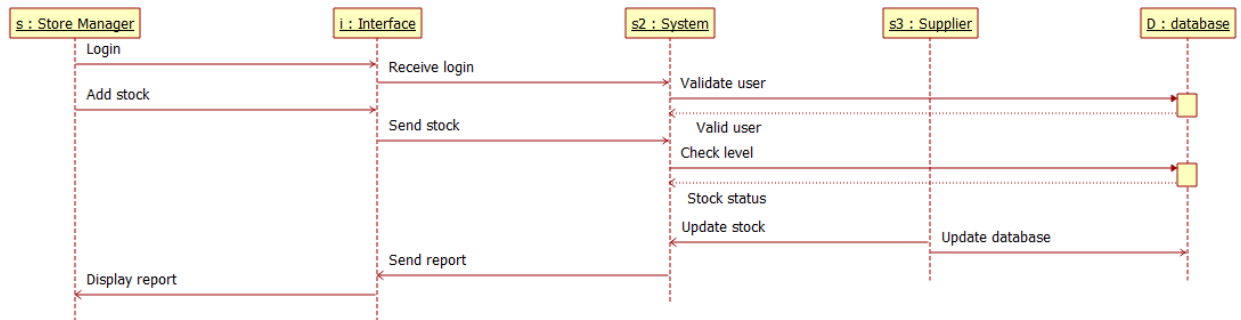 s : Store Manager
i : Interface
s2 : System
s3 : Supplier
D : database
Login
Receive login
Validate user
Add stock
Send stock
Valid user
Check level
Stock status
Update stock
Update database
Send report
Display report